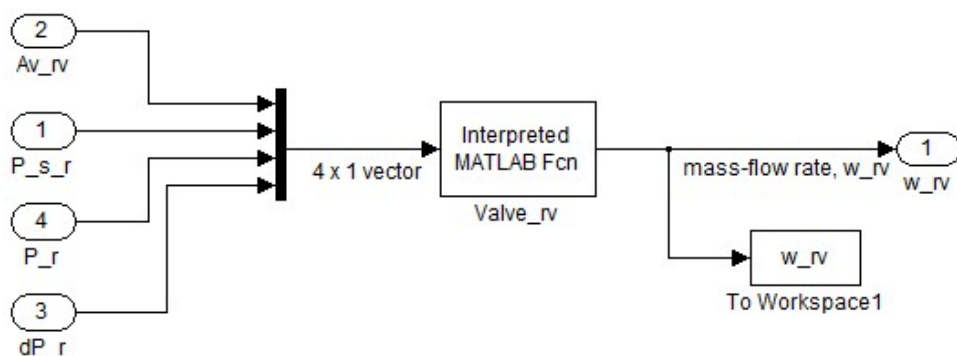 2
Av_rv
1
P_s_r
4
P_r
3
dP_r
4 x 1 vector
Interpreted
MATLAB Fcn
Valve_rv
mass-flow rate, w_rv
1
w_rv
w_rv
To Workspace1